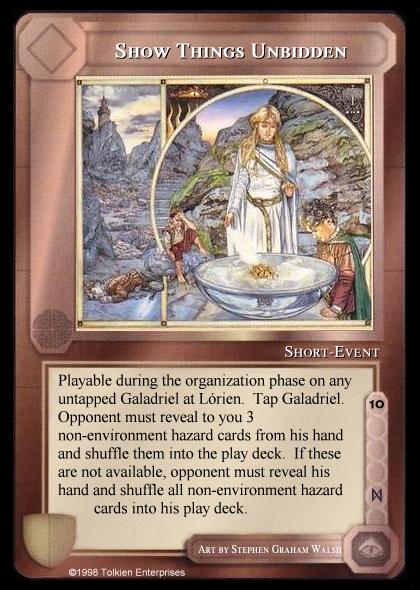 Show Things Unbidden
Short-Event
Playable during the organization phase on any
untapped Galadriel at Lórien. Tap Galadriel.
Opponent must reveal to you 3
non-environment hazard cards from his hand
and shuffle them into the play deck. If these
are not available, opponent must reveal his
hand and shuffle all non-environment hazard
cards into his play deck.
10
Art by Stephen Graham Walsh
©1998 Tolkien Enterprises